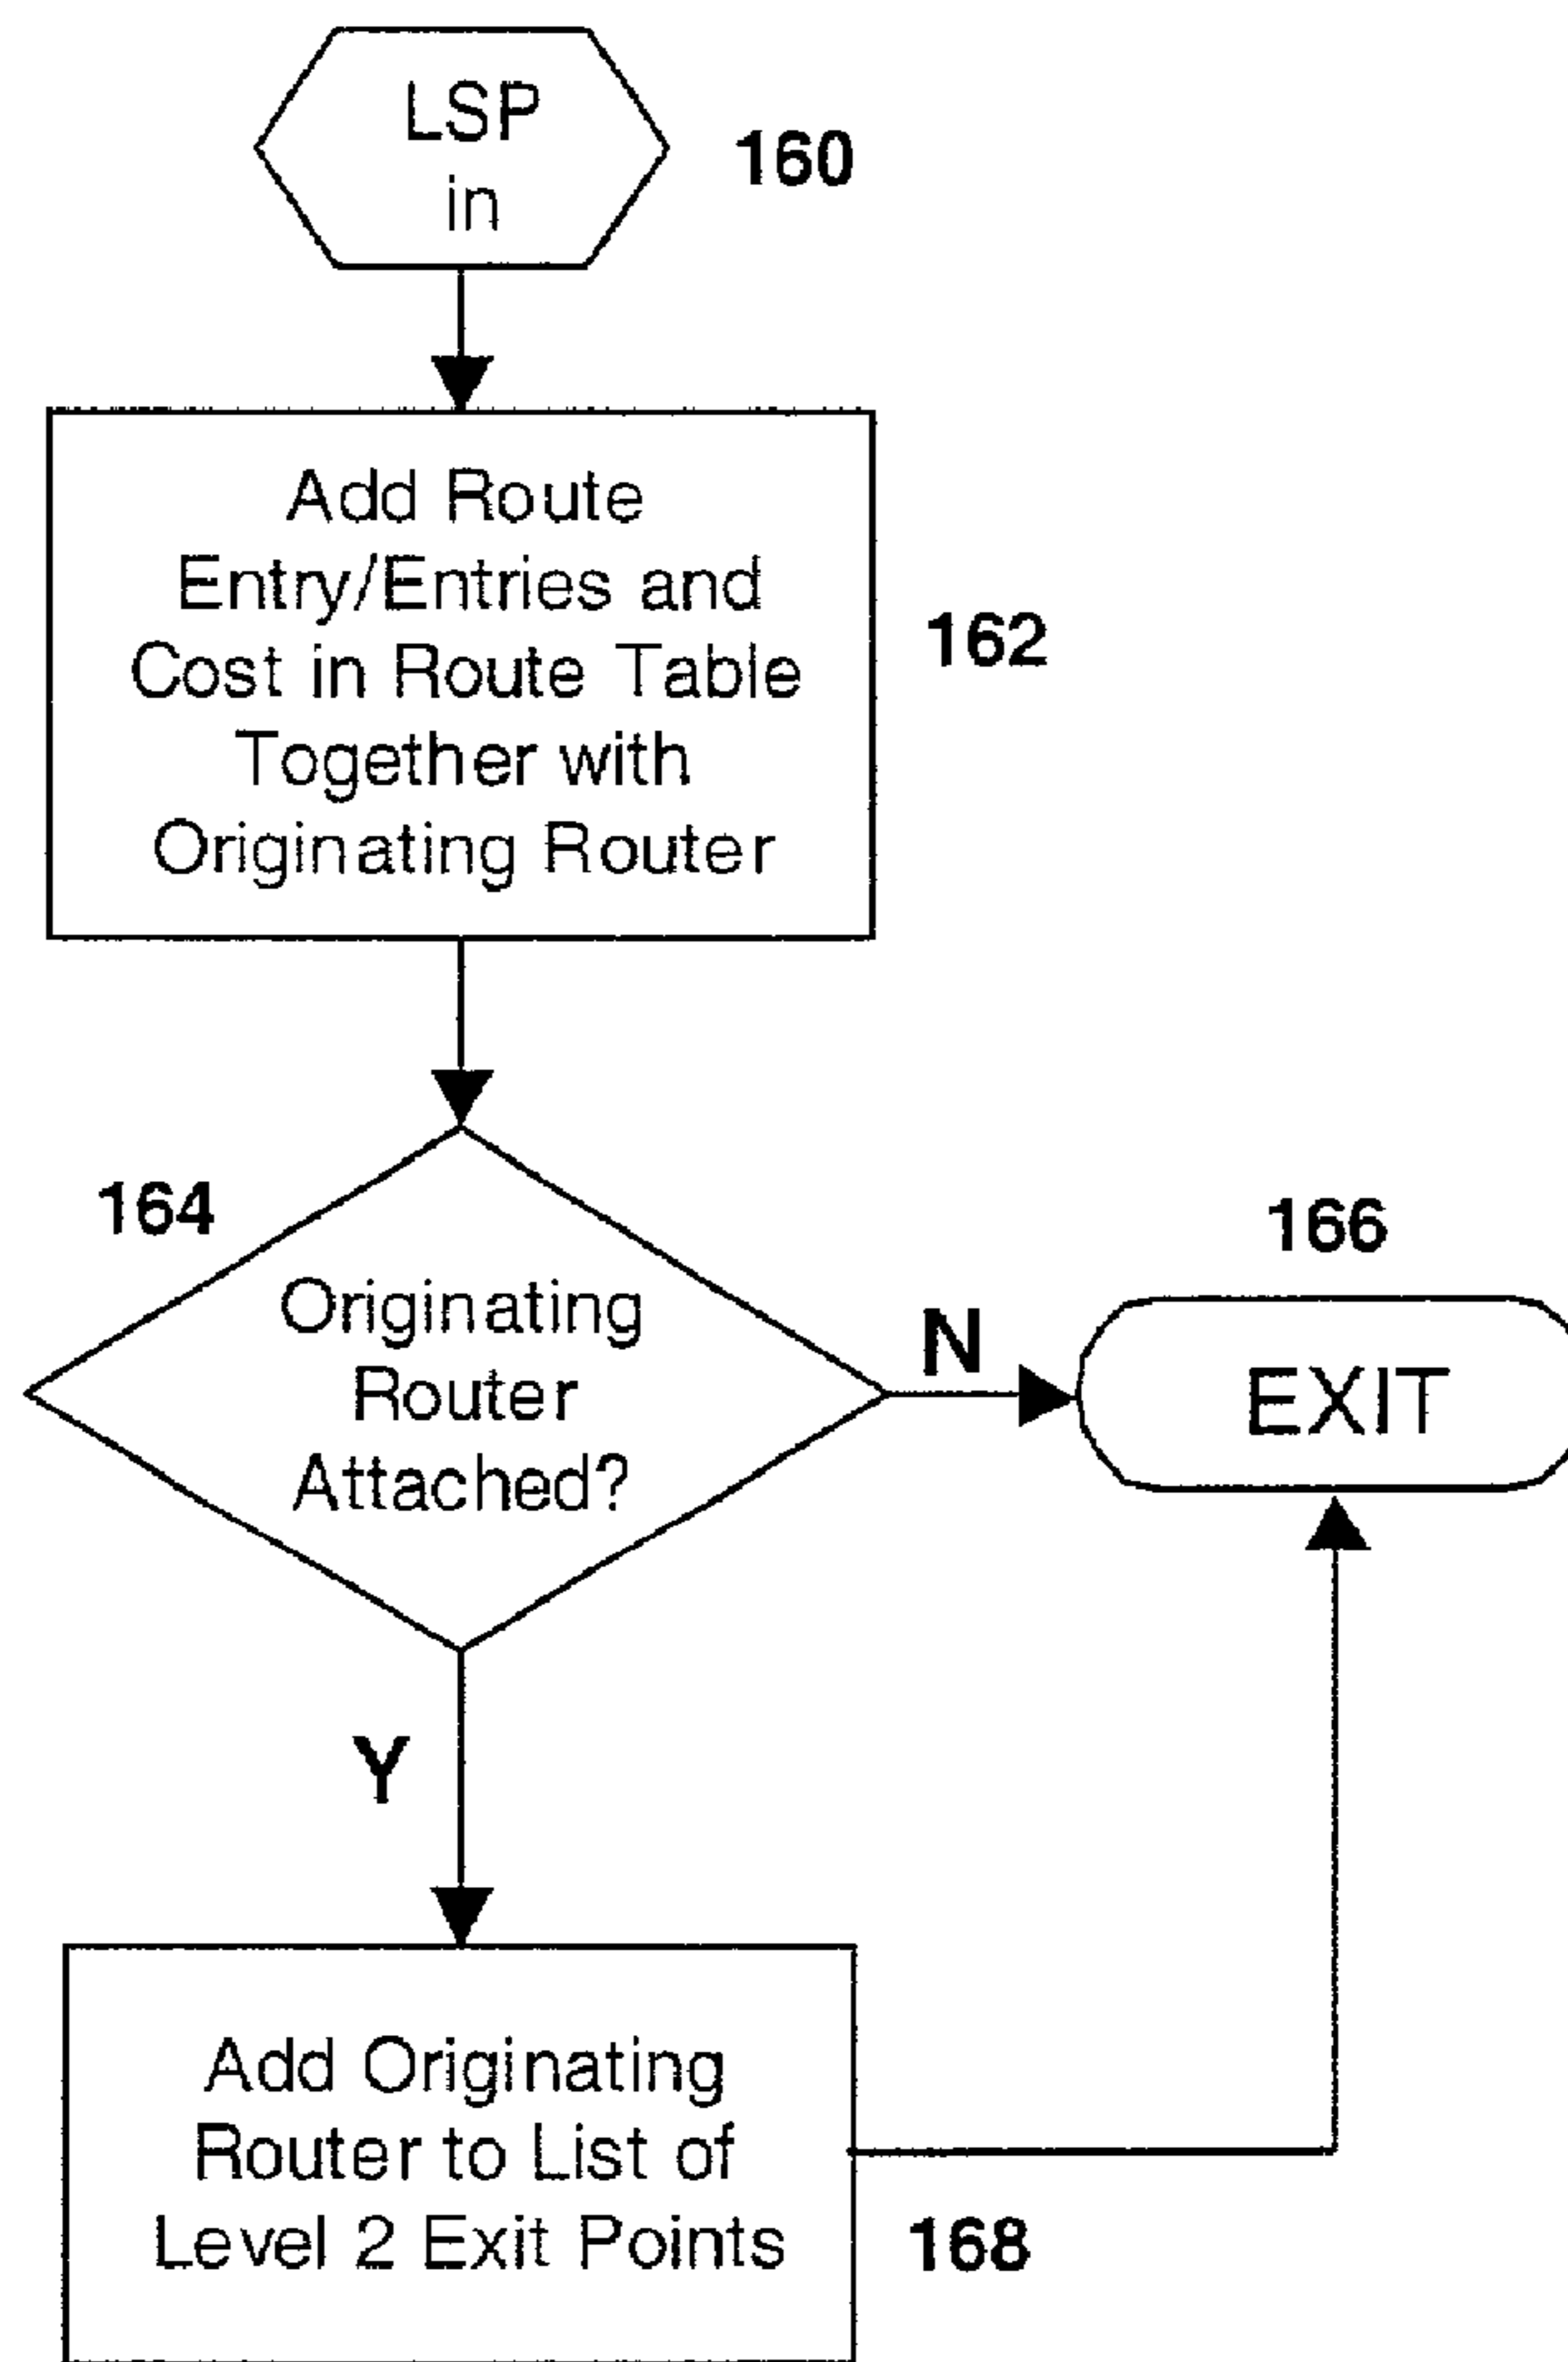 LSP
in
160
Add Route
Entry/Entries and
Cost in Route Table
Together with
Originating Router
162
164
Originating
Router
Attached?
N
166
EXIT
Y
Add Originating
Router to List of
Level 2 Exit Points
168